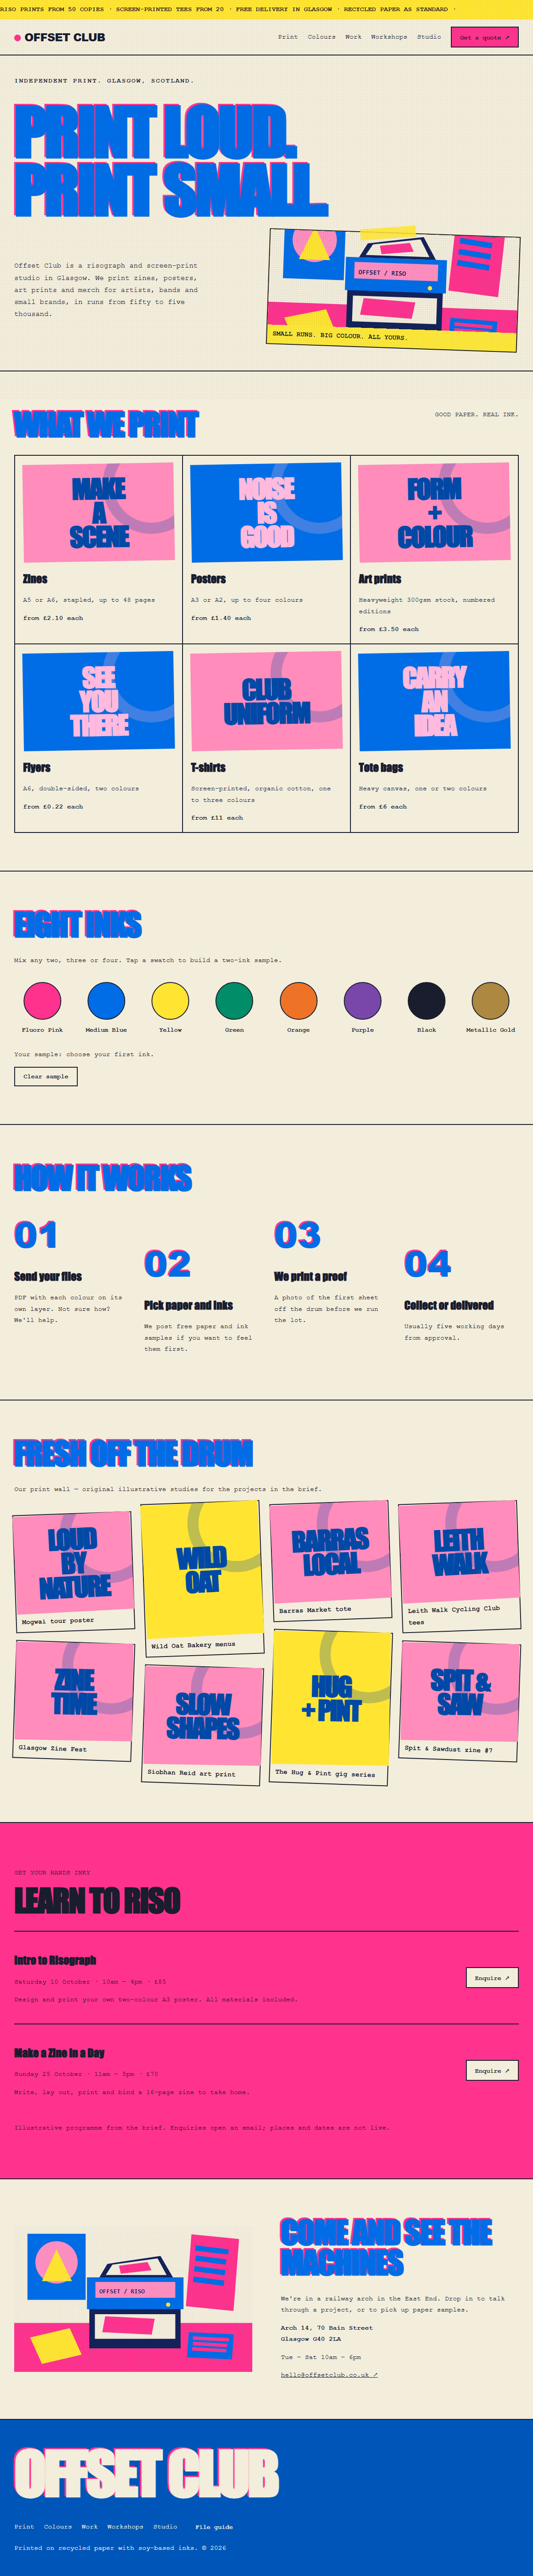 RISO PRINTS FROM 50 COPIES · SCREEN-PRINTED TEES FROM 20 · FREE DELIVERY IN GLASGOW · RECYCLED PAPER AS STANDARD ·
OFFSET CLUB
Print Colours Work Workshops Studio Get a quote ↗
INDEPENDENT PRINT. GLASGOW, SCOTLAND.
PRINT LOUD.
PRINT SMALL.
Offset Club is a risograph and screen-print
studio in Glasgow. We print zines, posters,
art prints and merch for artists, bands and
small brands, in runs from fifty to five
thousand.
OFFSET / RISO
SMALL RUNS. BIG COLOUR. ALL YOURS.
WHAT WE PRINT
GOOD PAPER. REAL INK.
MAKE
A
SCENE
Zines
A5 or A6, stapled, up to 48 pages
from £2.10 each
NOISE
IS
GOOD
Posters
A3 or A2, up to four colours
from £1.40 each
FORM
+
COLOUR
Art prints
Heavyweight 300gsm stock, numbered
editions
from £3.50 each
SEE
YOU
THERE
Flyers
A6, double-sided, two colours
from £0.22 each
CLUB
UNIFORM
T-shirts
Screen-printed, organic cotton, one
to three colours
from £11 each
CARRY
AN
IDEA
Tote bags
Heavy canvas, one or two colours
from £6 each
EIGHT INKS
Mix any two, three or four. Tap a swatch to build a two-ink sample.
Fluoro Pink Medium Blue Yellow Green Orange Purple Black Metallic Gold
Your sample: choose your first ink.
Clear sample
HOW IT WORKS
01
Send your files
PDF with each colour on its
own layer. Not sure how?
We'll help.
02
Pick paper and inks
We post free paper and ink
samples if you want to feel
them first.
03
We print a proof
A photo of the first sheet
off the drum before we run
the lot.
04
Collect or delivered
Usually five working days
from approval.
FRESH OFF THE DRUM
Our print wall — original illustrative studies for the projects in the brief.
LOUD
BY
NATURE
Mogwai tour poster
WILD
OAT
Wild Oat Bakery menus
BARRAS
LOCAL
Barras Market tote
LEITH
WALK
Leith Walk Cycling Club
tees
ZINE
TIME
Glasgow Zine Fest
SLOW
SHAPES
Siobhan Reid art print
HUG
+ PINT
The Hug & Pint gig series
SPIT &
SAW
Spit & Sawdust zine #7
GET YOUR HANDS INKY
LEARN TO RISO
Intro to Risograph
Saturday 10 October · 10am – 4pm · £85
Design and print your own two-colour A3 poster. All materials included.
Enquire ↗
Make a Zine in a Day
Sunday 25 October · 11am – 5pm · £70
Write, lay out, print and bind a 16-page zine to take home.
Enquire ↗
Illustrative programme from the brief. Enquiries open an email; places and dates are not live.
OFFSET / RISO
COME AND SEE THE
MACHINES
We're in a railway arch in the East End. Drop in to talk
through a project, or to pick up paper samples.
Arch 14, 70 Bain Street
Glasgow G40 2LA
Tue – Sat 10am – 6pm
hello@offsetclub.co.uk ↗
OFFSET CLUB
Print Colours Work Workshops Studio File guide
Printed on recycled paper with soy-based inks. © 2026